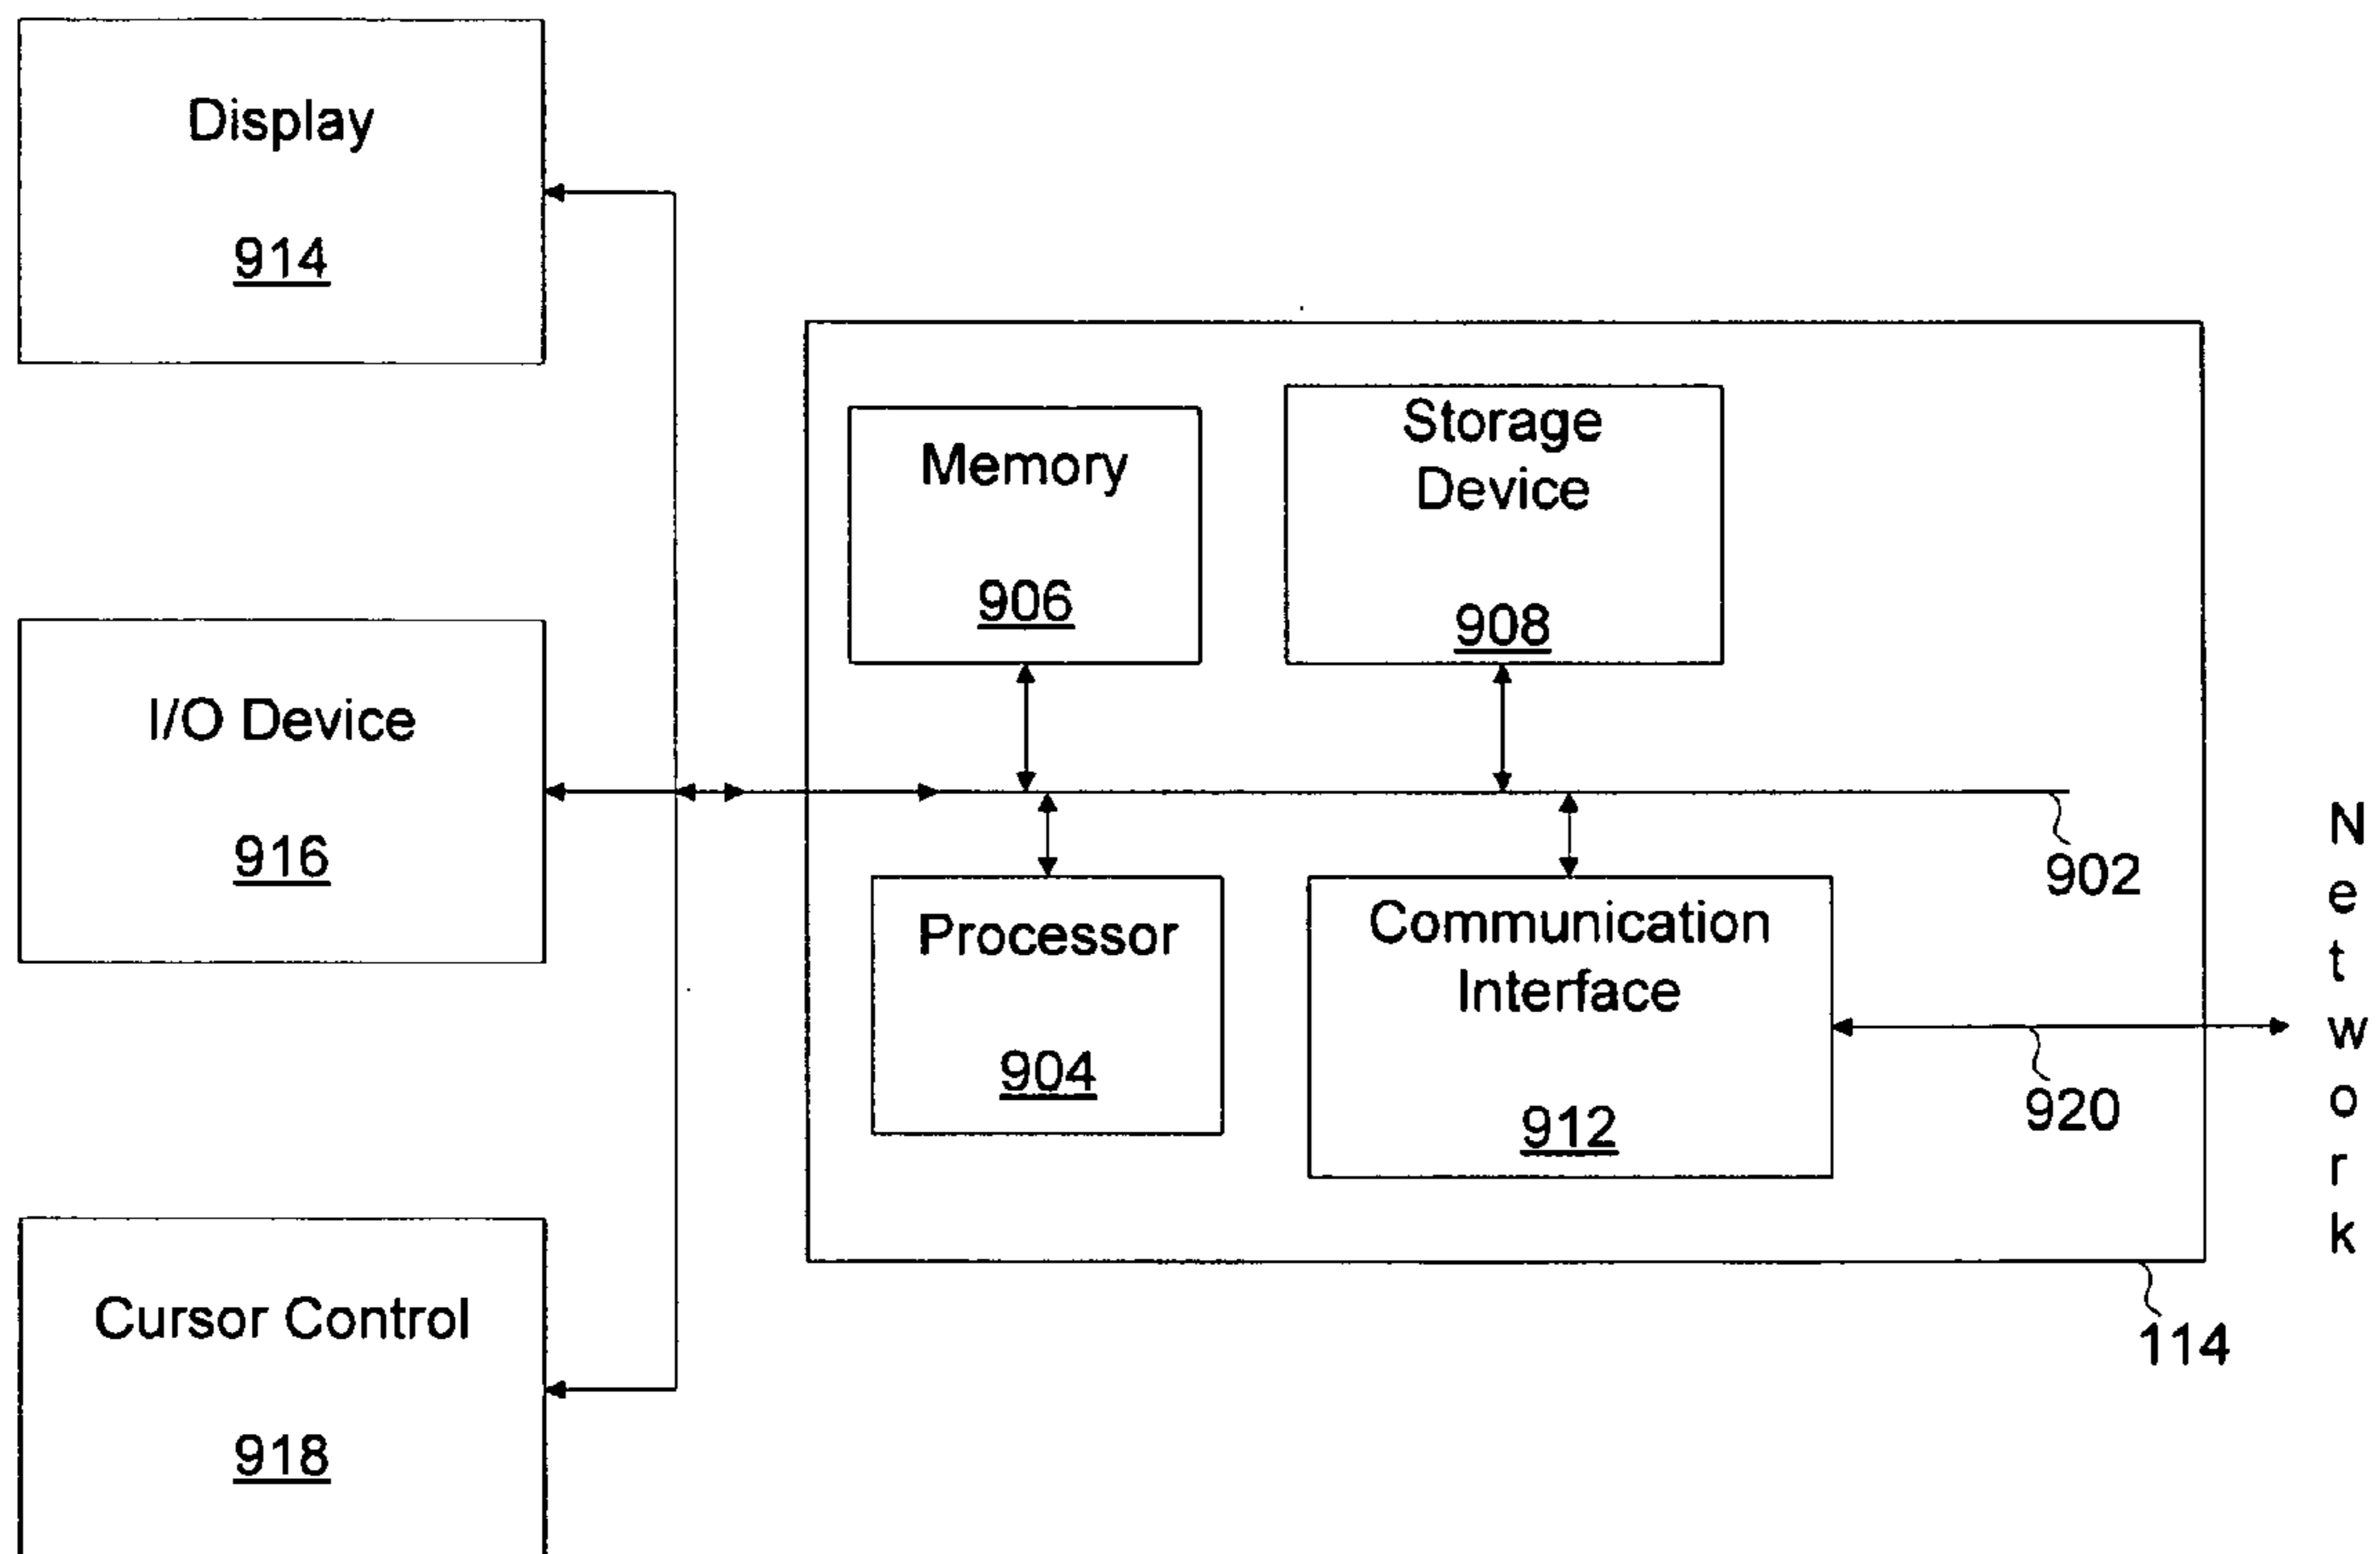 Display
914
Memory
906
Storage
Device
908
I/O Device
916
902
Processor
904
Communication
Interface
912
920
Network
Cursor Control
918
114